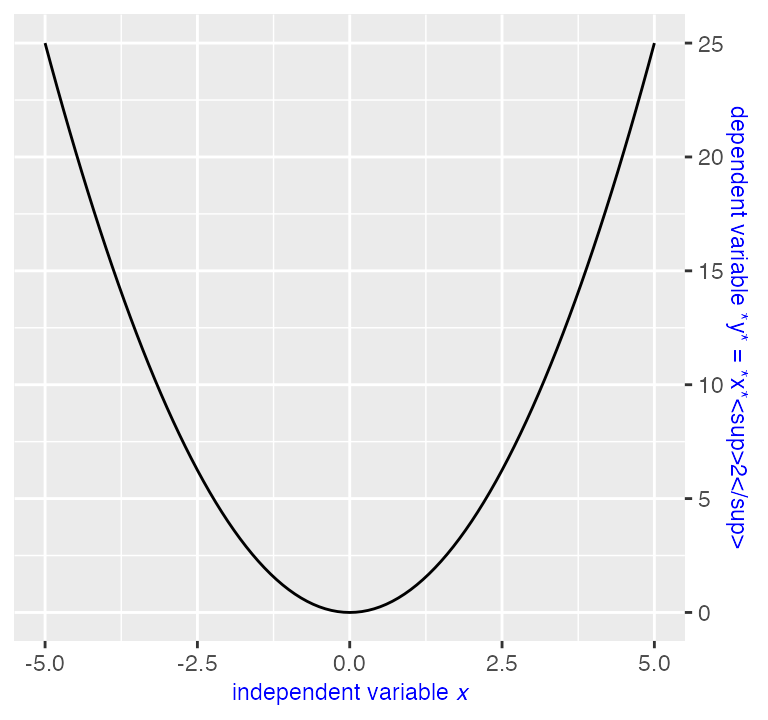 25
20
15
10
5
0
dependent variable *y* = *x*<sup>2</sup>
-5.0 -2.5 0.0 2.5 5.0
independent variable x